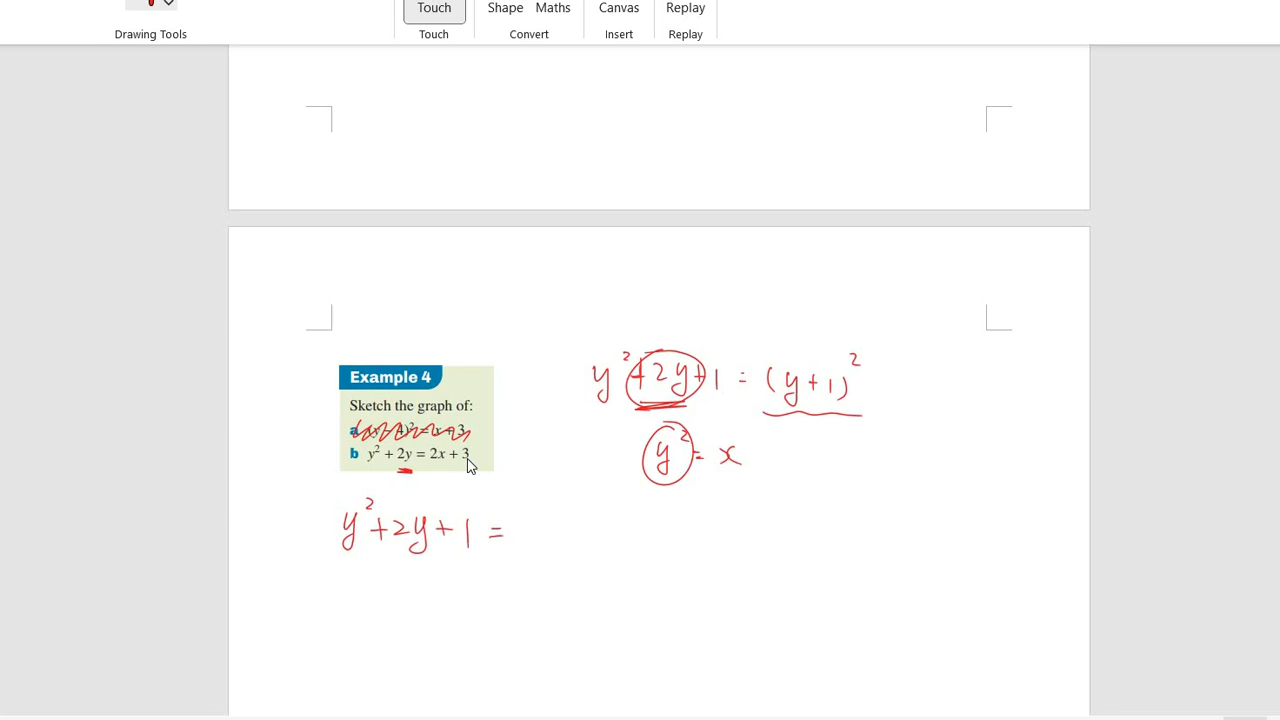 Touch Shape Maths Canvas Replay
Drawing Tools Touch Convert Insert Replay
Example 4
Sketch the graph of:
b y² + 2y = 2x + 3
y² + 2y + 1 = (y + 1)²
y² = x
y² + 2y + 1 =